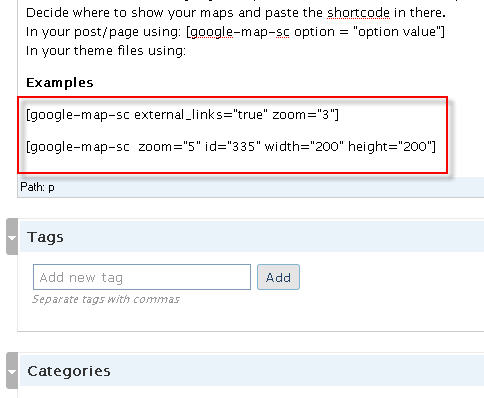 Decide where to show your maps and paste the shortcode in there.
In your post/page using: [google-map-sc option = "option value"]
In your theme files using:
Examples
[google-map-sc external_links="true" zoom="3"]
[google-map-sc  zoom="5" id="335" width="200" height="200"]
Path: p
Tags
Add new tag
Add
Separate tags with commas
Categories